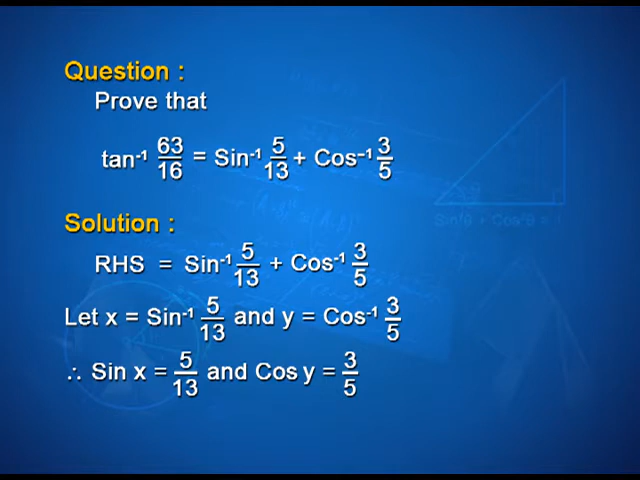 Question :
Prove that
tan⁻¹ 63/16 = Sin⁻¹ 5/13 + Cos⁻¹ 3/5
Solution :
RHS = Sin⁻¹ 5/13 + Cos⁻¹ 3/5
Let x = Sin⁻¹ 5/13 and y = Cos⁻¹ 3/5
∴ Sin x = 5/13 and Cos y = 3/5